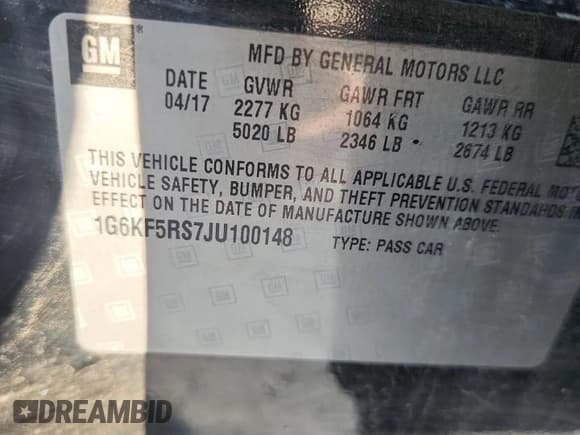 GM ®
MFD BY GENERAL MOTORS LLC
DATE GVWR GAWR FRT GAWR RR
04/17 2277 KG 1064 KG 1213 KG
5020 LB 2346 LB 2674 LB
THIS VEHICLE CONFORMS TO ALL APPLICABLE U.S. FEDERAL
VEHICLE SAFETY, BUMPER, AND THEFT PREVENTION STANDARDS IN
EFFECT ON THE DATE OF MANUFACTURE SHOWN ABOVE.
1G6KF5RS7JU100148 TYPE: PASS CAR
DREAMBID